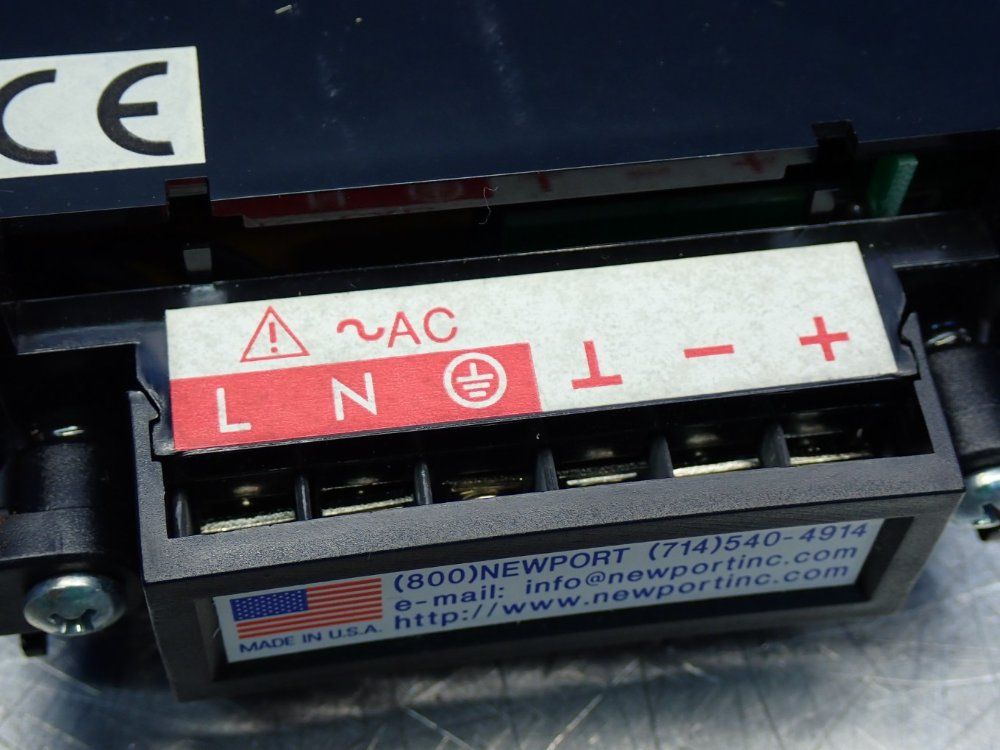 CE
~AC
L N ⊥ − +
(800)NEWPORT (714)540-4914
e-mail: info@newportinc.com
http://www.newportinc.com
MADE IN U.S.A.